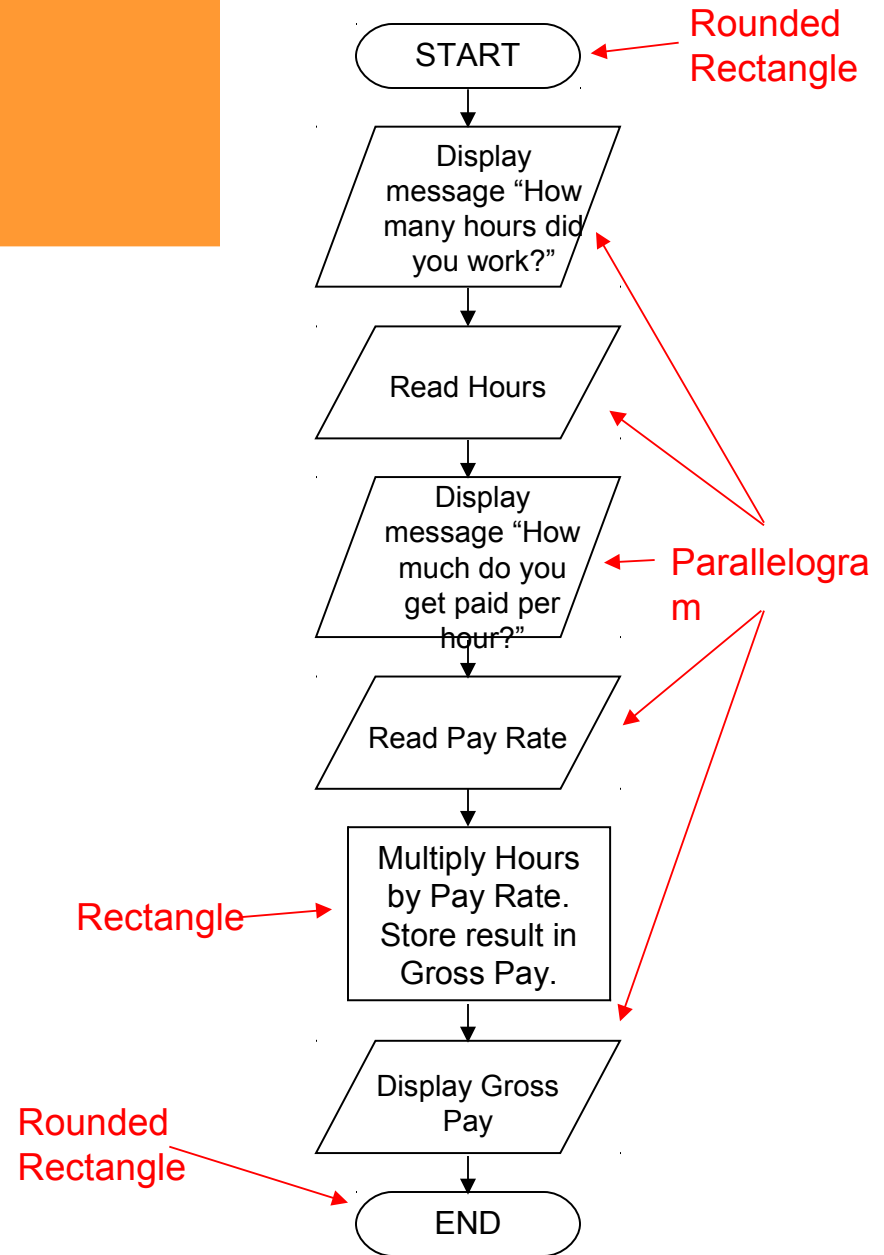 Rounded
Rectangle
START
Display
message “How
many hours did
you work?”
Read Hours
Display
message “How
much do you
get paid per
hour?”
Parallelogra
m
Read Pay Rate
Multiply Hours
by Pay Rate.
Store result in
Gross Pay.
Rectangle
Display Gross
Pay
Rounded
Rectangle
END